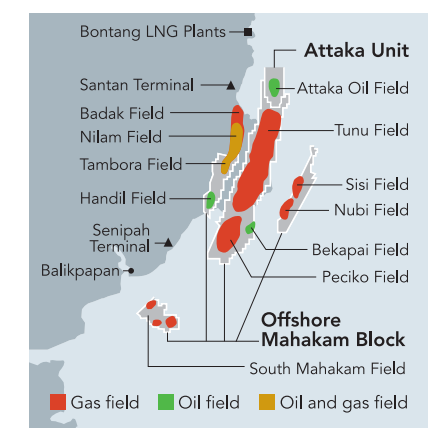 Bontang LNG Plants
Attaka Unit
Santan Terminal
Attaka Oil Field
Badak Field
Nilam Field
Tunu Field
Tambora Field
Handil Field
Sisi Field
Nubi Field
Senipah
Terminal
Bekapai Field
Balikpapan
Peciko Field
Offshore
Mahakam Block
South Mahakam Field
Gas field
Oil field
Oil and gas field